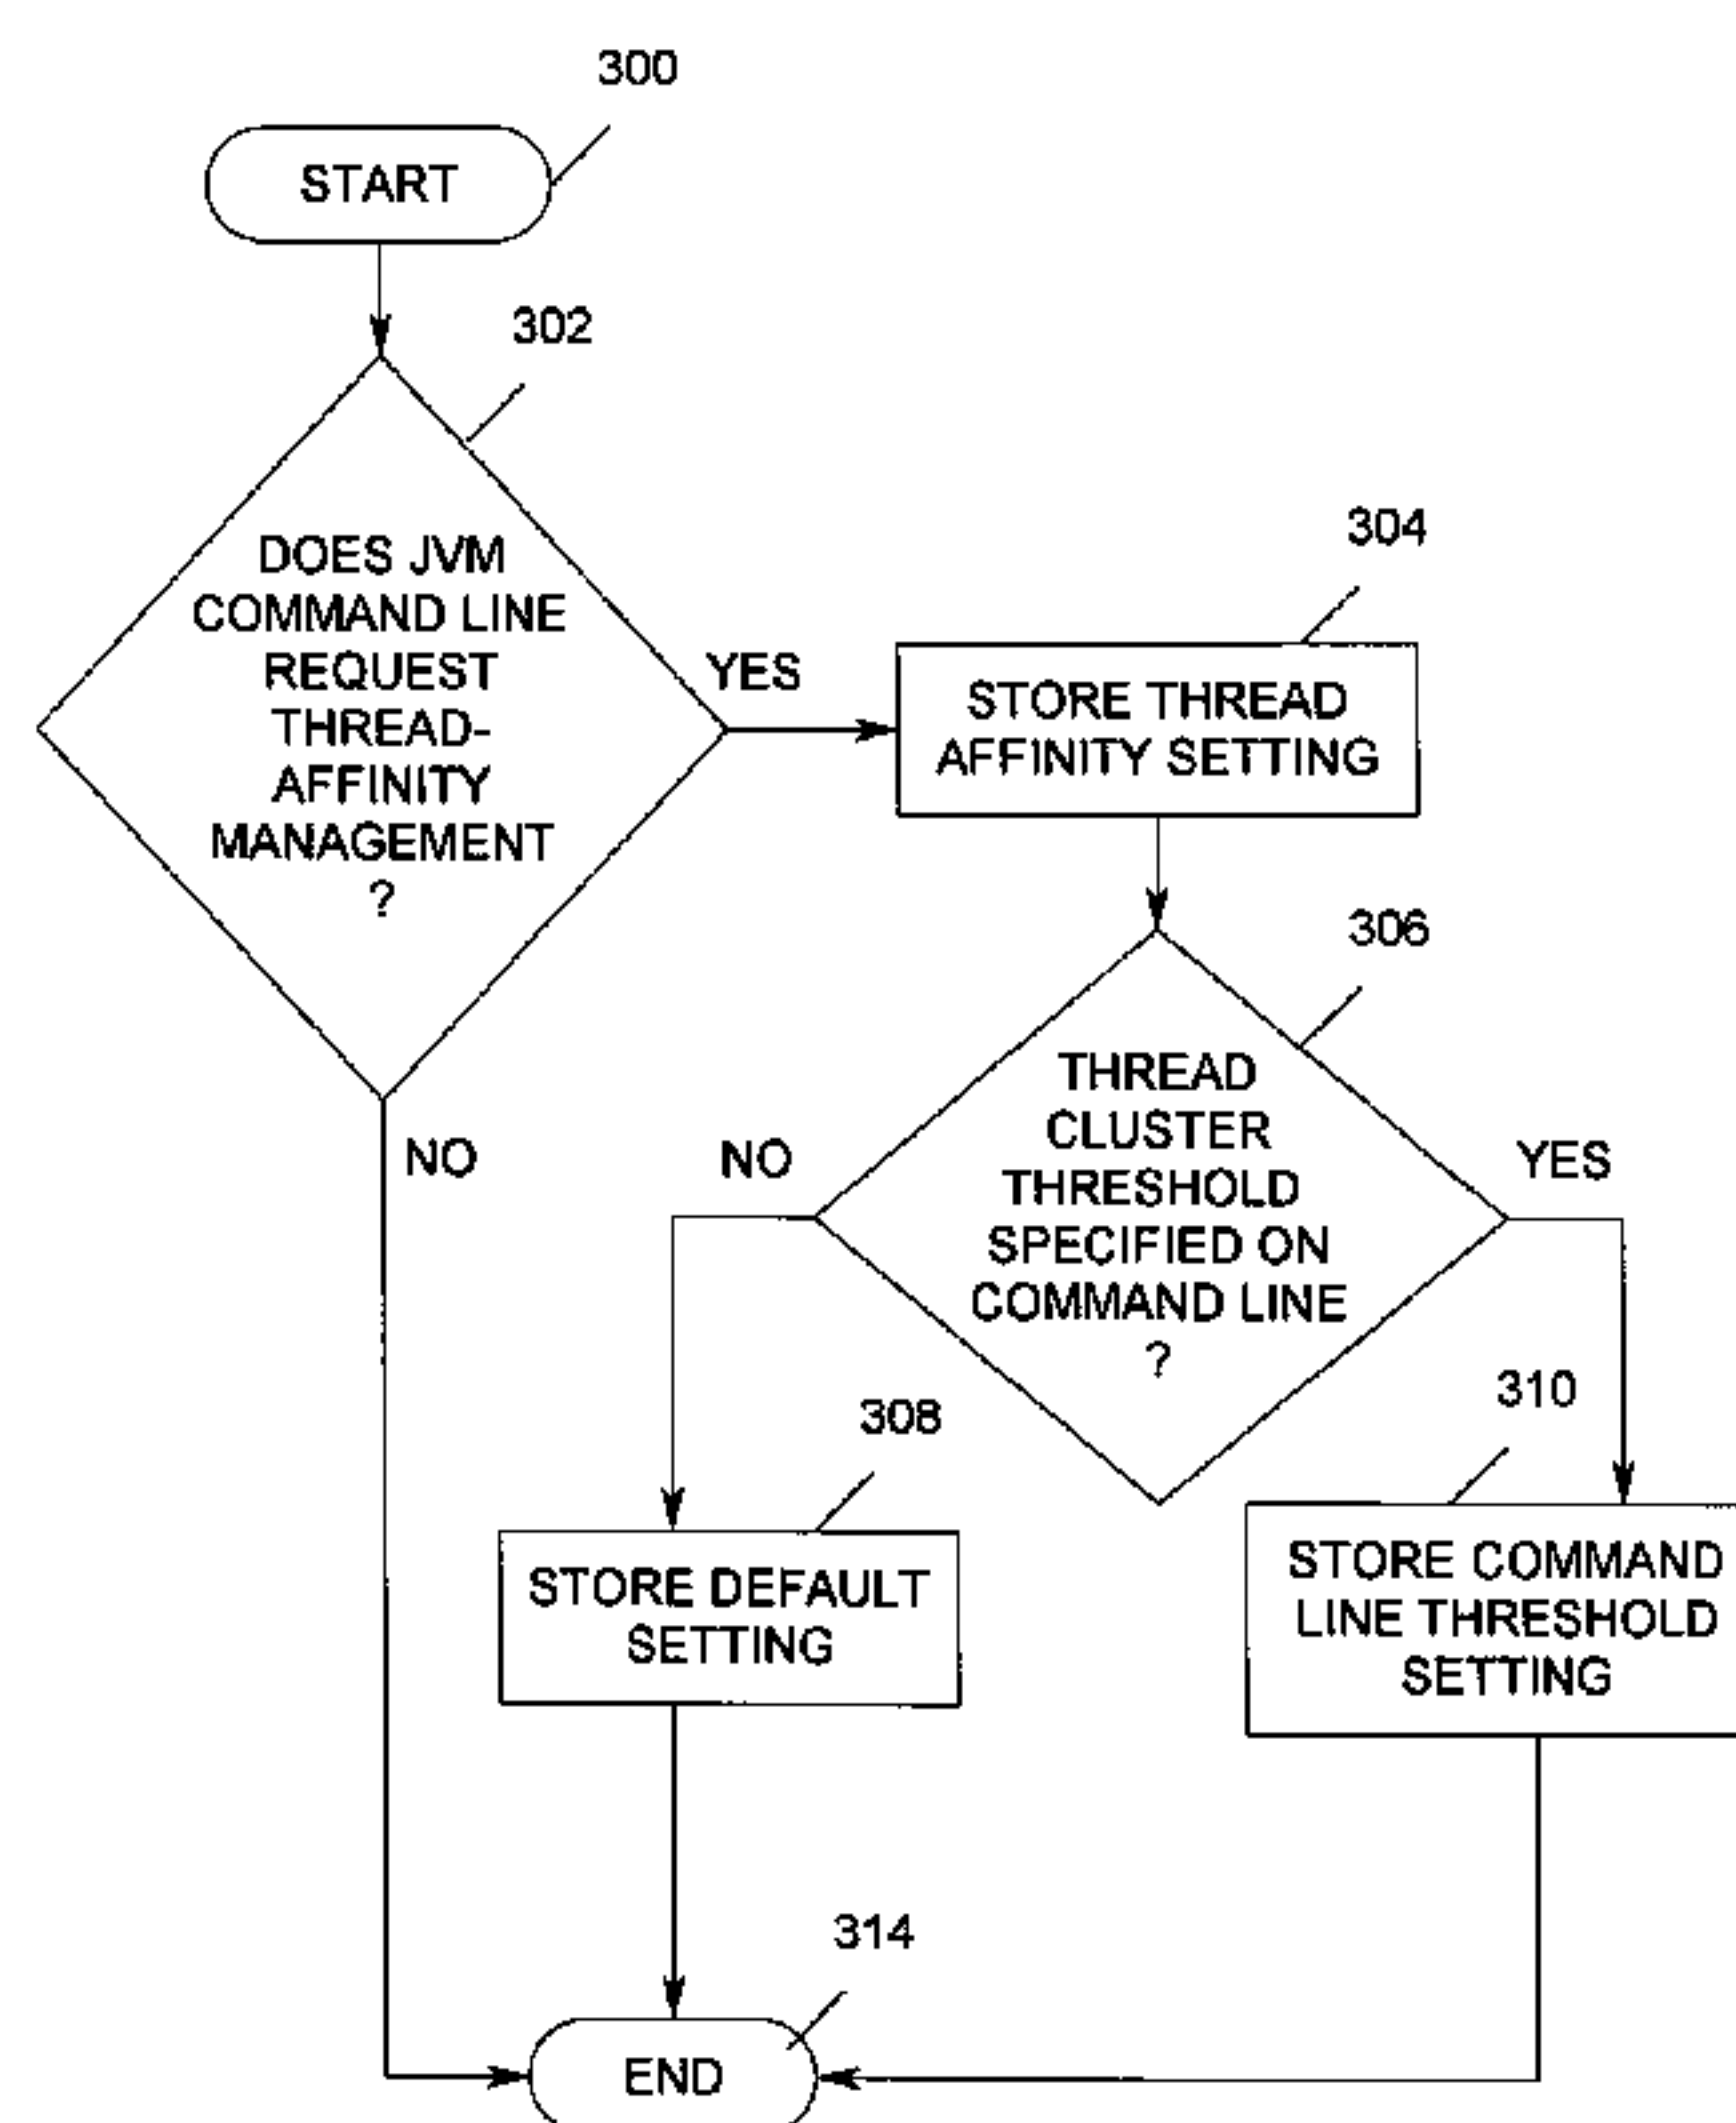 300
START
302
DOES JVM
COMMAND LINE
REQUEST
THREAD-
AFFINITY
MANAGEMENT
?
YES
NO
304
STORE THREAD
AFFINITY SETTING
306
THREAD
CLUSTER
THRESHOLD
SPECIFIED ON
COMMAND LINE
?
NO
YES
308
STORE DEFAULT
SETTING
310
STORE COMMAND
LINE THRESHOLD
SETTING
314
END